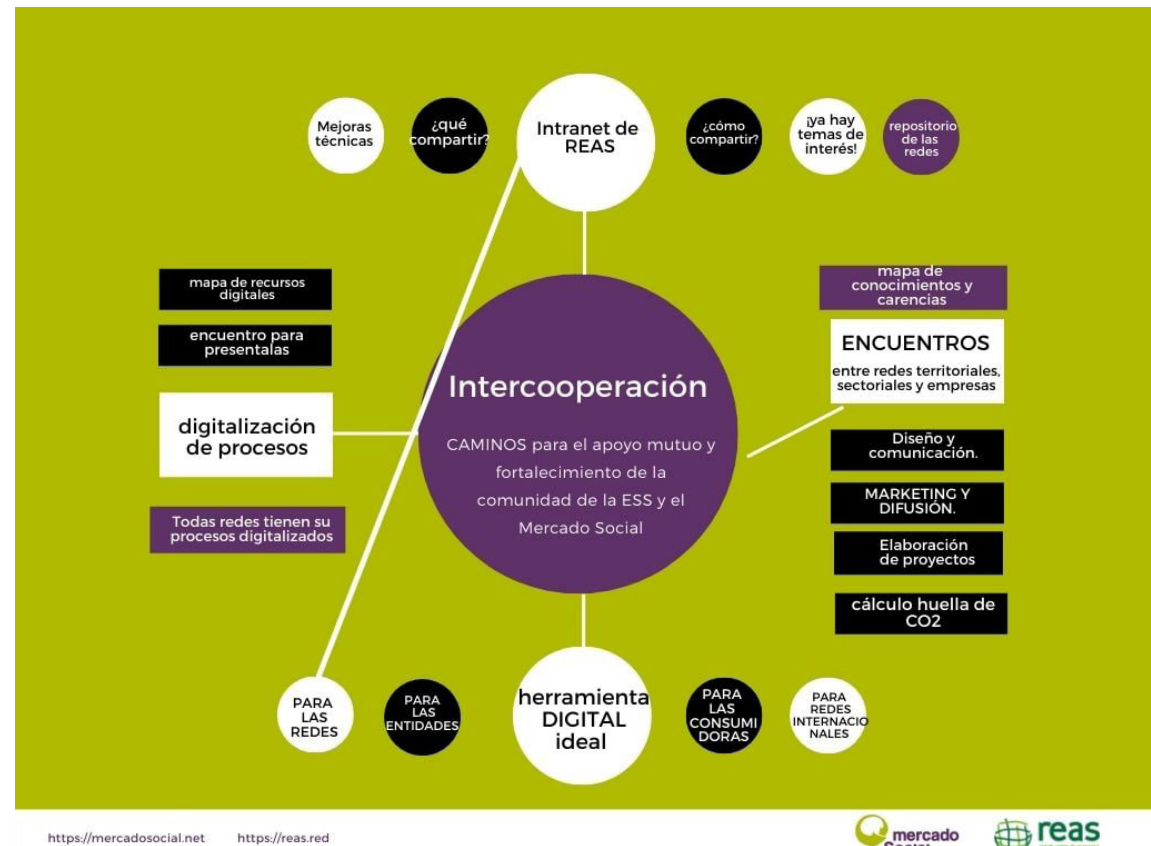 Mejoras
técnicas
¿qué
compartir?
Intranet de
REAS
¿cómo
compartir?
¡ya hay
temas de
interés!
repositorio
de las
redes
mapa de recursos
digitales
encuentro para
presentalas
digitalización
de procesos
Todas redes tienen su
procesos digitalizados
Intercooperación
CAMINOS para el apoyo mutuo y
fortalecimiento de la
comunidad de la ESS y el
Mercado Social
mapa de
conocimientos y
carencias
ENCUENTROS
entre redes territoriales,
sectoriales y empresas
Diseño y
comunicación.
MARKETING Y
DIFUSIÓN.
Elaboración
de proyectos
cálculo huella de
CO2
PARA
LAS
REDES
PARA
LAS
ENTIDADES
herramienta
DIGITAL
ideal
PARA
LAS
CONSUMI
DORAS
PARA
REDES
INTERNACIO
NALES
https://mercadosocial.net https://reas.red
mercado
Social
reas